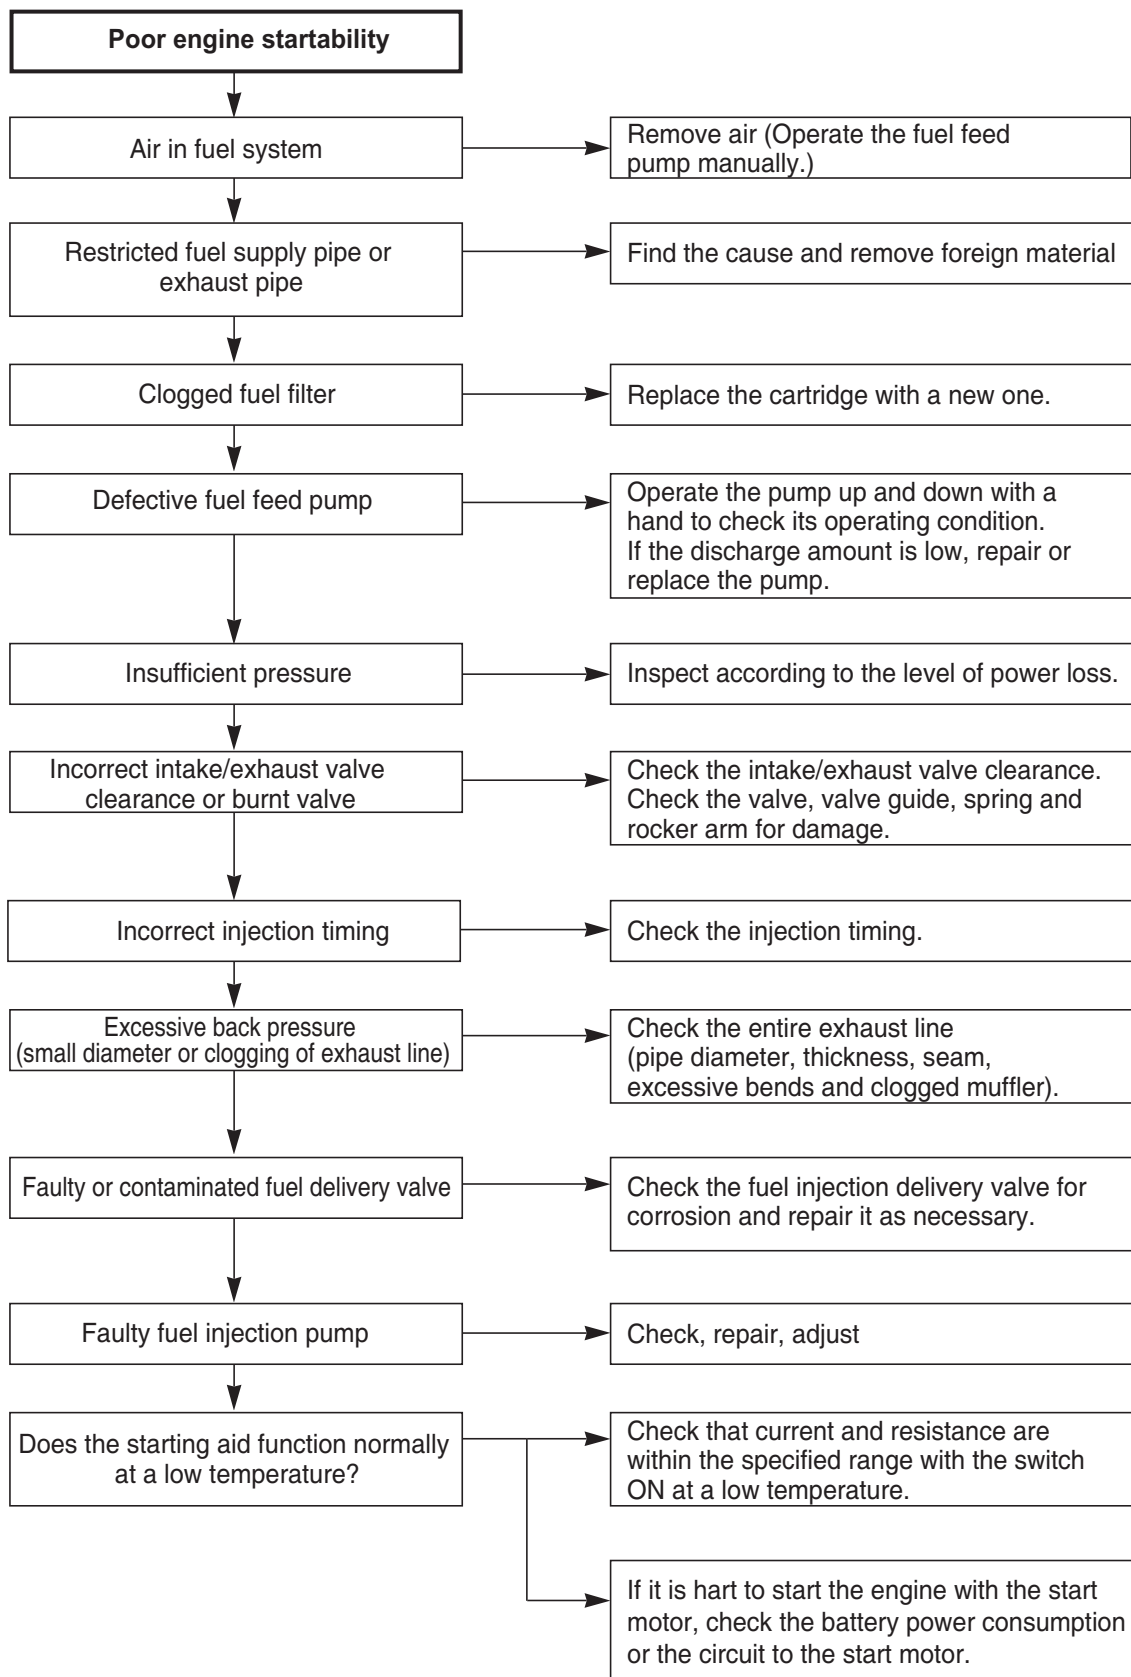 Poor engine startability
Air in fuel system
Remove air (Operate the fuel feed
pump manually.)
Restricted fuel supply pipe or
exhaust pipe
Find the cause and remove foreign material
Clogged fuel filter
Replace the cartridge with a new one.
Defective fuel feed pump
Operate the pump up and down with a
hand to check its operating condition.
If the discharge amount is low, repair or
replace the pump.
Insufficient pressure
Inspect according to the level of power loss.
Incorrect intake/exhaust valve
clearance or burnt valve
Check the intake/exhaust valve clearance.
Check the valve, valve guide, spring and
rocker arm for damage.
Incorrect injection timing
Check the injection timing.
Excessive back pressure
(small diameter or clogging of exhaust line)
Check the entire exhaust line
(pipe diameter, thickness, seam,
excessive bends and clogged muffler).
Faulty or contaminated fuel delivery valve
Check the fuel injection delivery valve for
corrosion and repair it as necessary.
Faulty fuel injection pump
Check, repair, adjust
Does the starting aid function normally
at a low temperature?
Check that current and resistance are
within the specified range with the switch
ON at a low temperature.
If it is hart to start the engine with the start
motor, check the battery power consumption
or the circuit to the start motor.